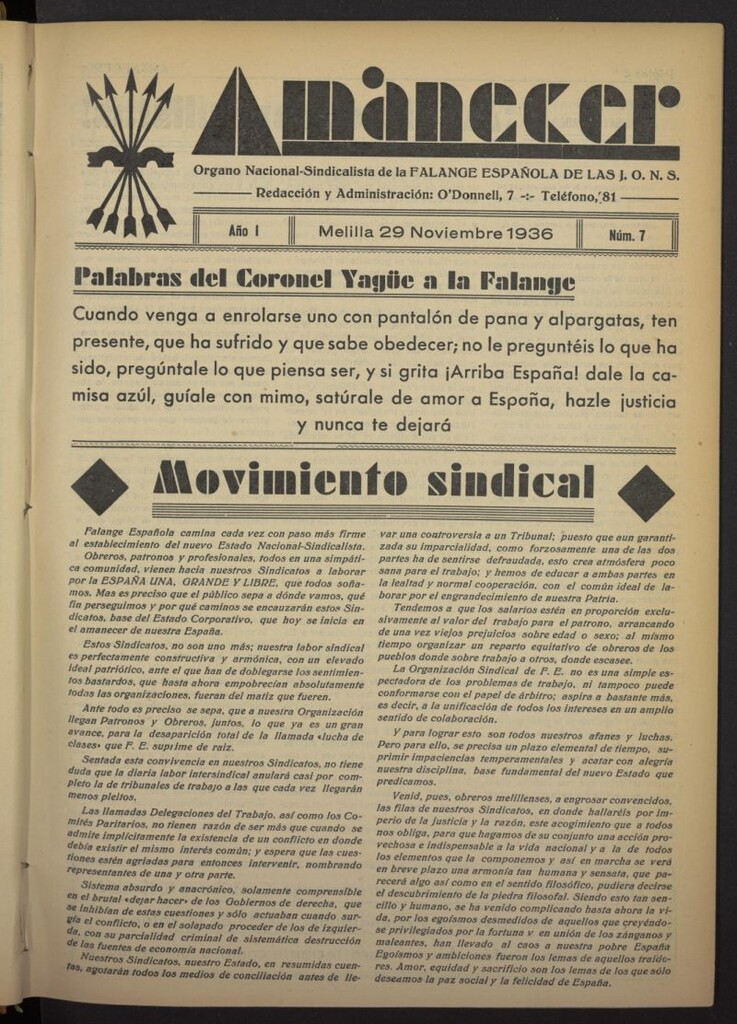 Amànecer
Organo Nacional-Sindicalista de la FALANGE ESPAÑOLA DE LAS J. O. N. S.
Redacción y Administración: O'Donnell, 7 -:- Teléfono, 81
Año I
Melilla 29 Noviembre 1936
Núm. 7
Palabras del Coronel Yagüe a la Falange
Cuando venga a enrolarse uno con pantalón de pana y alpargatas, ten
presente, que ha sufrido y que sabe obedecer; no le preguntéis lo que ha
sido, pregúntale lo que piensa ser, y si grita ¡Arriba España! dale la ca-
misa azúl, guíale con mimo, satúrale de amor a España, hazle justicia
y nunca te dejará
Movimiento sindical
Falange Española camina cada vez con paso más firme
al establecimiento del nuevo Estado Nacional-Sindicalista.
Obreros, patronos y profesionales, todos en una simpáti-
ca comunidad, vienen hacia nuestros Sindicatos a laborar
por la ESPAÑA UNA, GRANDE Y LIBRE, que todos soña-
mos. Mas es preciso que el público sepa a dónde vamos, qué
fin perseguimos y por qué caminos se encauzarán estos Sin-
dicatos, base del Estado Corporativo, que hoy se inicia en
el amanecer de nuestra España.
Estos Sindicatos, no son uno más; nuestra labor sindical
es perfectamente constructiva y armónica, con un elevado
ideal patriótico, ante el que han de doblegarse los sentimien-
tos bastardos, que hasta ahora empobrecían absolutamente
todas las organizaciones, fueran del matiz que fueren.
Ante todo es preciso se sepa, que a nuestra Organización
llegan Patronos y Obreros, juntos, lo que ya es un gran
avance, para la desaparición total de la llamada «lucha de
clases» que F. E. suprime de raiz.
Sentada esta convivencia en nuestros Sindicatos, no tiene
duda que la diaria labor intersindical anulará casi por com-
pleto la de tribunales de trabajo a las que cada vez llegarán
menos pleitos.
Las llamadas Delegaciones del Trabajo, así como los Co-
mités Paritarios, no tienen razón de ser más que cuando se
admite implícitamente la existencia de un conflicto en donde
debía existir el mismo interés común; y espera que las cues-
tiones estén agriadas para entonces intervenir, nombrando
representantes de una y otra parte.
Sistema absurdo y anacrónico, solamente comprensible
en el brutal «dejar hacer» de los Gobiernos de derecha, que
se inhibían de estas cuestiones y sólo actuaban cuando sur-
gía el conflicto, o en el solapado proceder de los de izquier-
da, con su parcialidad criminal de sistemática destrucción
de las fuentes de economía nacional.
Nuestros Sindicatos, nuestro Estado, en resumidas cuen-
tas, agotarán todos los medios de conciliación antes de lle-
var una controversia a un Tribunal; puesto que aun garanti-
zada su imparcialidad, como forzosamente una de las dos
partes ha de sentirse defraudada, esto crea atmósfera poco
sana para el trabajo; y hemos de educar a ambas partes en
la lealtad y normal cooperación, con el común ideal de la-
borar por el engrandecimiento de nuestra Patria.
Tendemos a que los salarios estén en proporción exclu-
sivamente al valor del trabajo para el patrono, arrancando
de una vez viejos prejuicios sobre edad o sexo; al mismo
tiempo organizar un reparto equitativo de obreros de los
pueblos donde sobre trabajo a otros, donde escasee.
La Organización Sindical de F. E. no es una simple es-
pectadora de los problemas de trabajo, ni tampoco puede
conformarse con el papel de árbitro; aspira a bastante más,
es decir, a la unificación de todos los intereses en un amplio
sentido de colaboración.
Y para lograr esto son todos nuestros afanes y luchas.
Pero para ello, se precisa un plazo elemental de tiempo, su-
primir impaciencias temperamentales y acatar con alegría
nuestra disciplina, base fundamental del nuevo Estado que
predicamos.
Venid, pues, obreros melillenses, a engrosar convencidos,
las filas de nuestros Sindicatos, en donde hallaréis por im-
perio de la justicia y la razón, este acogimiento que a todos
nos obliga, para que hagamos de su conjunto una acción pro-
vechosa e indispensable a la vida nacional y a la de todos
los elementos que la componemos y así en marcha se verá
en breve plazo una armonía tan humana y sensata, que pa-
recerá algo así como en el sentido filosófico, pudiera decirse
el descubrimiento de la piedra filosofal. Siendo esto tan sen-
cillo y humano, se ha venido complicando hasta ahora la vi-
da, por los egoísmos desmedidos de aquellos que creyéndo-
se privilegiados por la fortuna y en unión de los zánganos y
maleantes, han llevado al caos a nuestra pobre España
Egoísmos y ambiciones fueron los lemas de aquellos traido-
res. Amor, equidad y sacrificio son los lemas de los que sólo
deseamos la paz social y la felicidad de España.